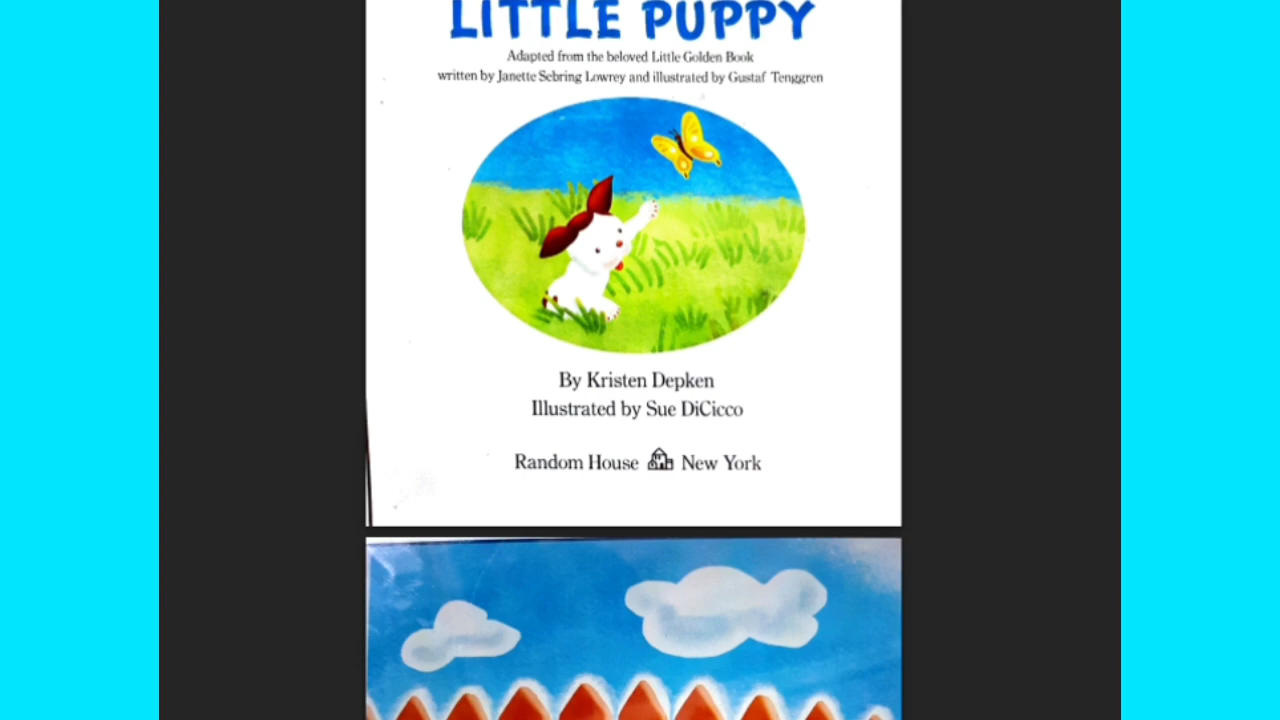 LITTLE PUPPY
Adapted from the beloved Little Golden Book
written by Janette Sebring Lowrey and illustrated by Gustaf Tenggren
By Kristen Depken
Illustrated by Sue DiCicco
Random House New York